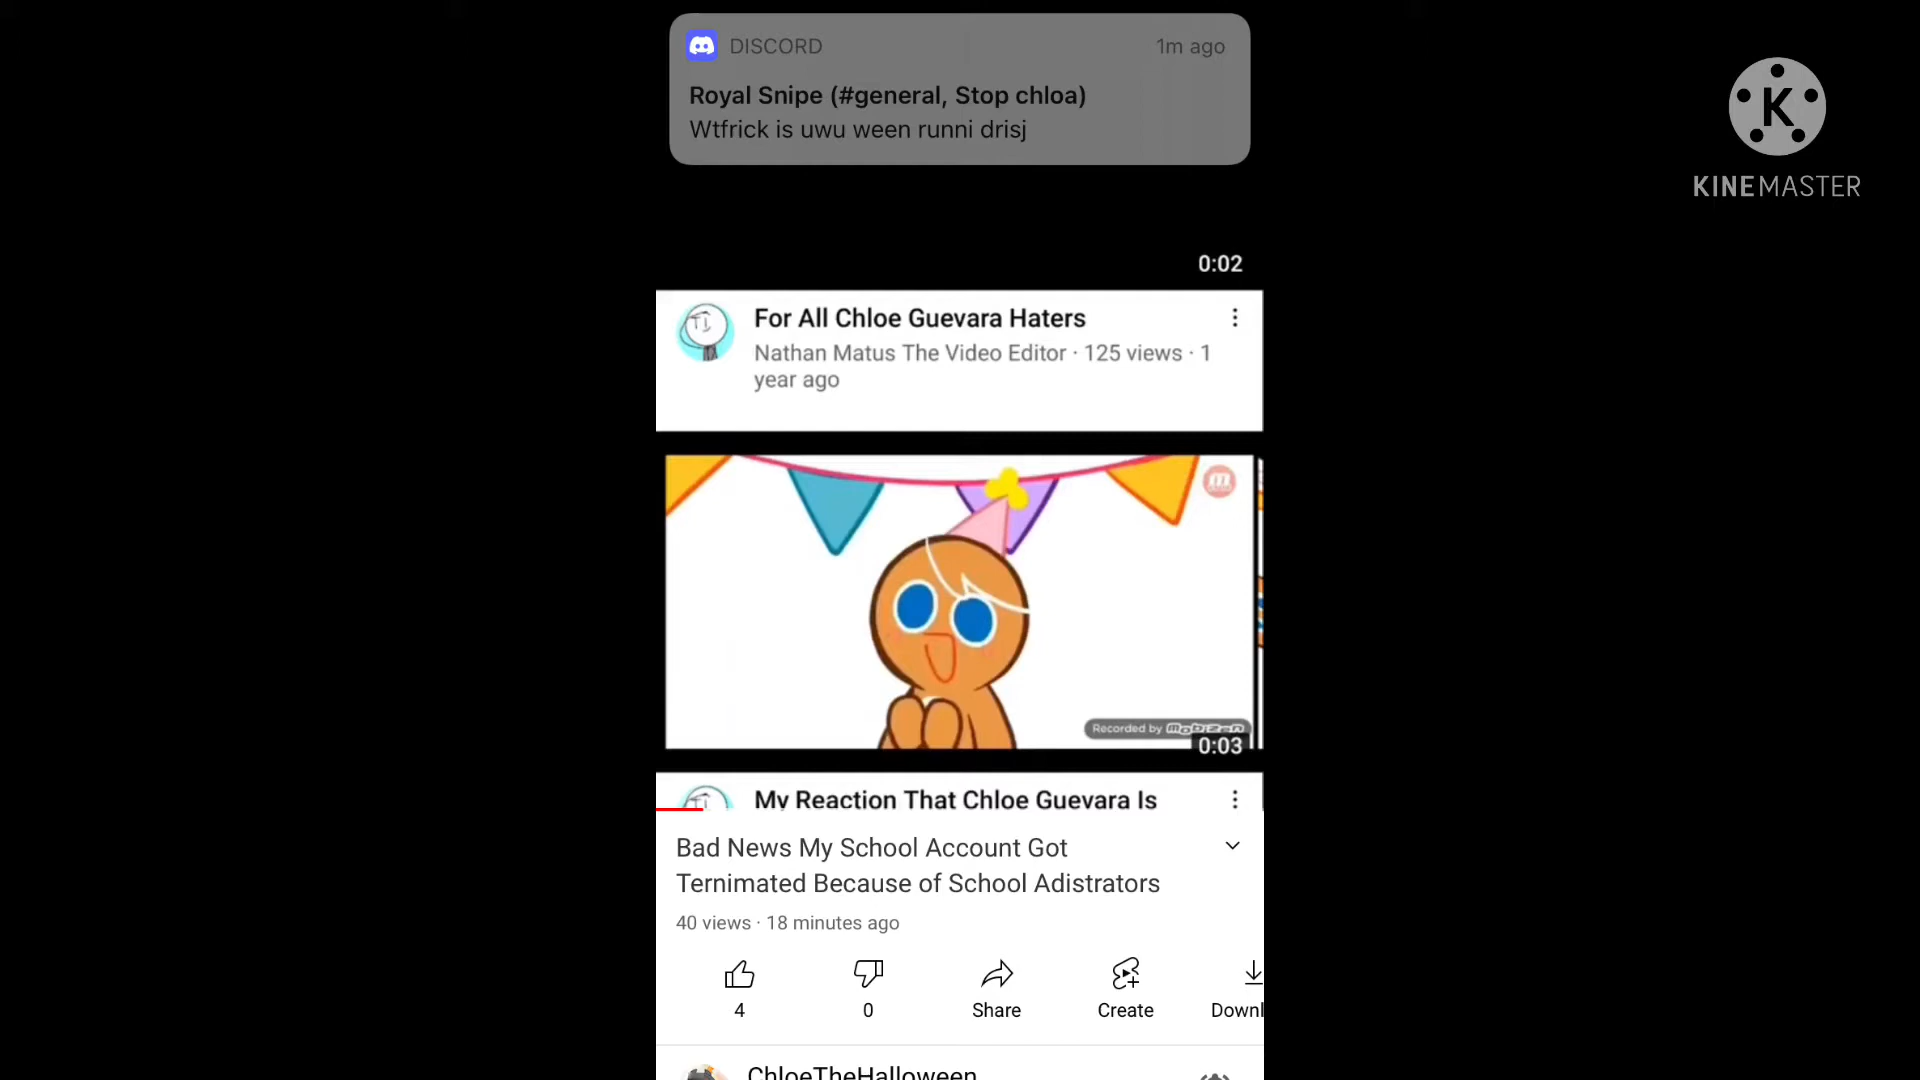 DISCORD 1m ago
Royal Snipe (#general, Stop chloa)
Wtfrick is uwu ween runni drisj
K
KINEMASTER
0:02
For All Chloe Guevara Haters
Nathan Matus The Video Editor · 125 views · 1
year ago
Recorded by mobizen
0:03
My Reaction That Chloe Guevara Is
Bad News My School Account Got
Ternimated Because of School Adistrators
40 views · 18 minutes ago
4 0 Share Create Downl
ChloeTheHalloween